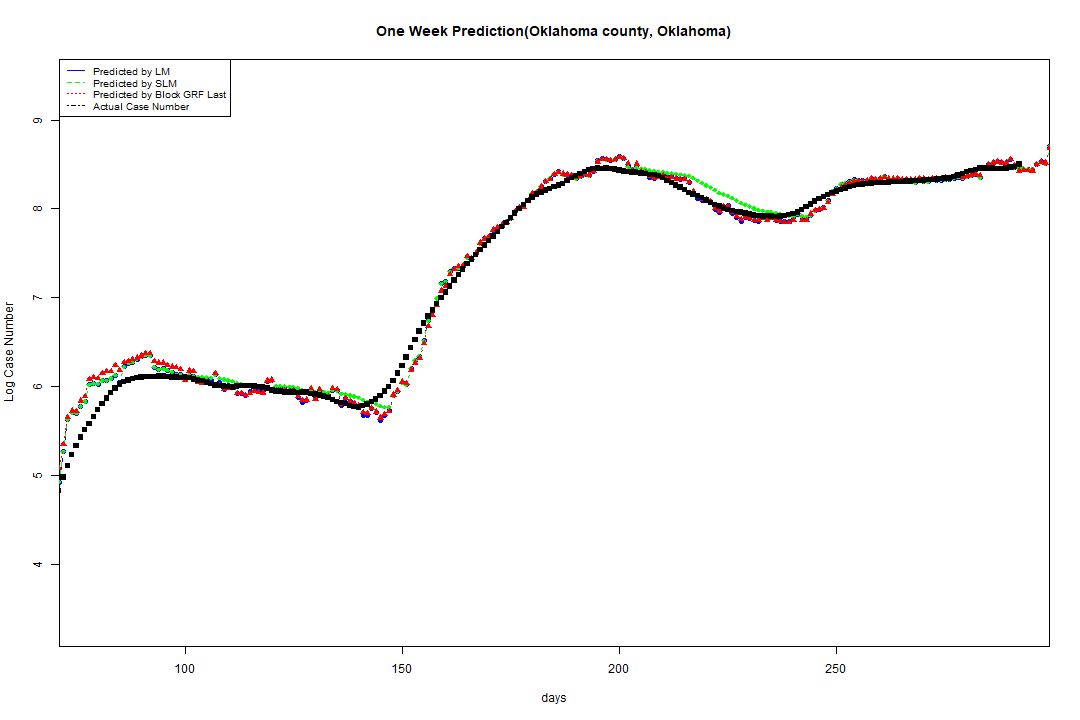 One Week Prediction(Oklahoma county, Oklahoma)
Predicted by LM
Predicted by SLM
Predicted by Block GRF Last
Actual Case Number
9
8
7
6
5
4
Log Case Number
100 150 200 250
days